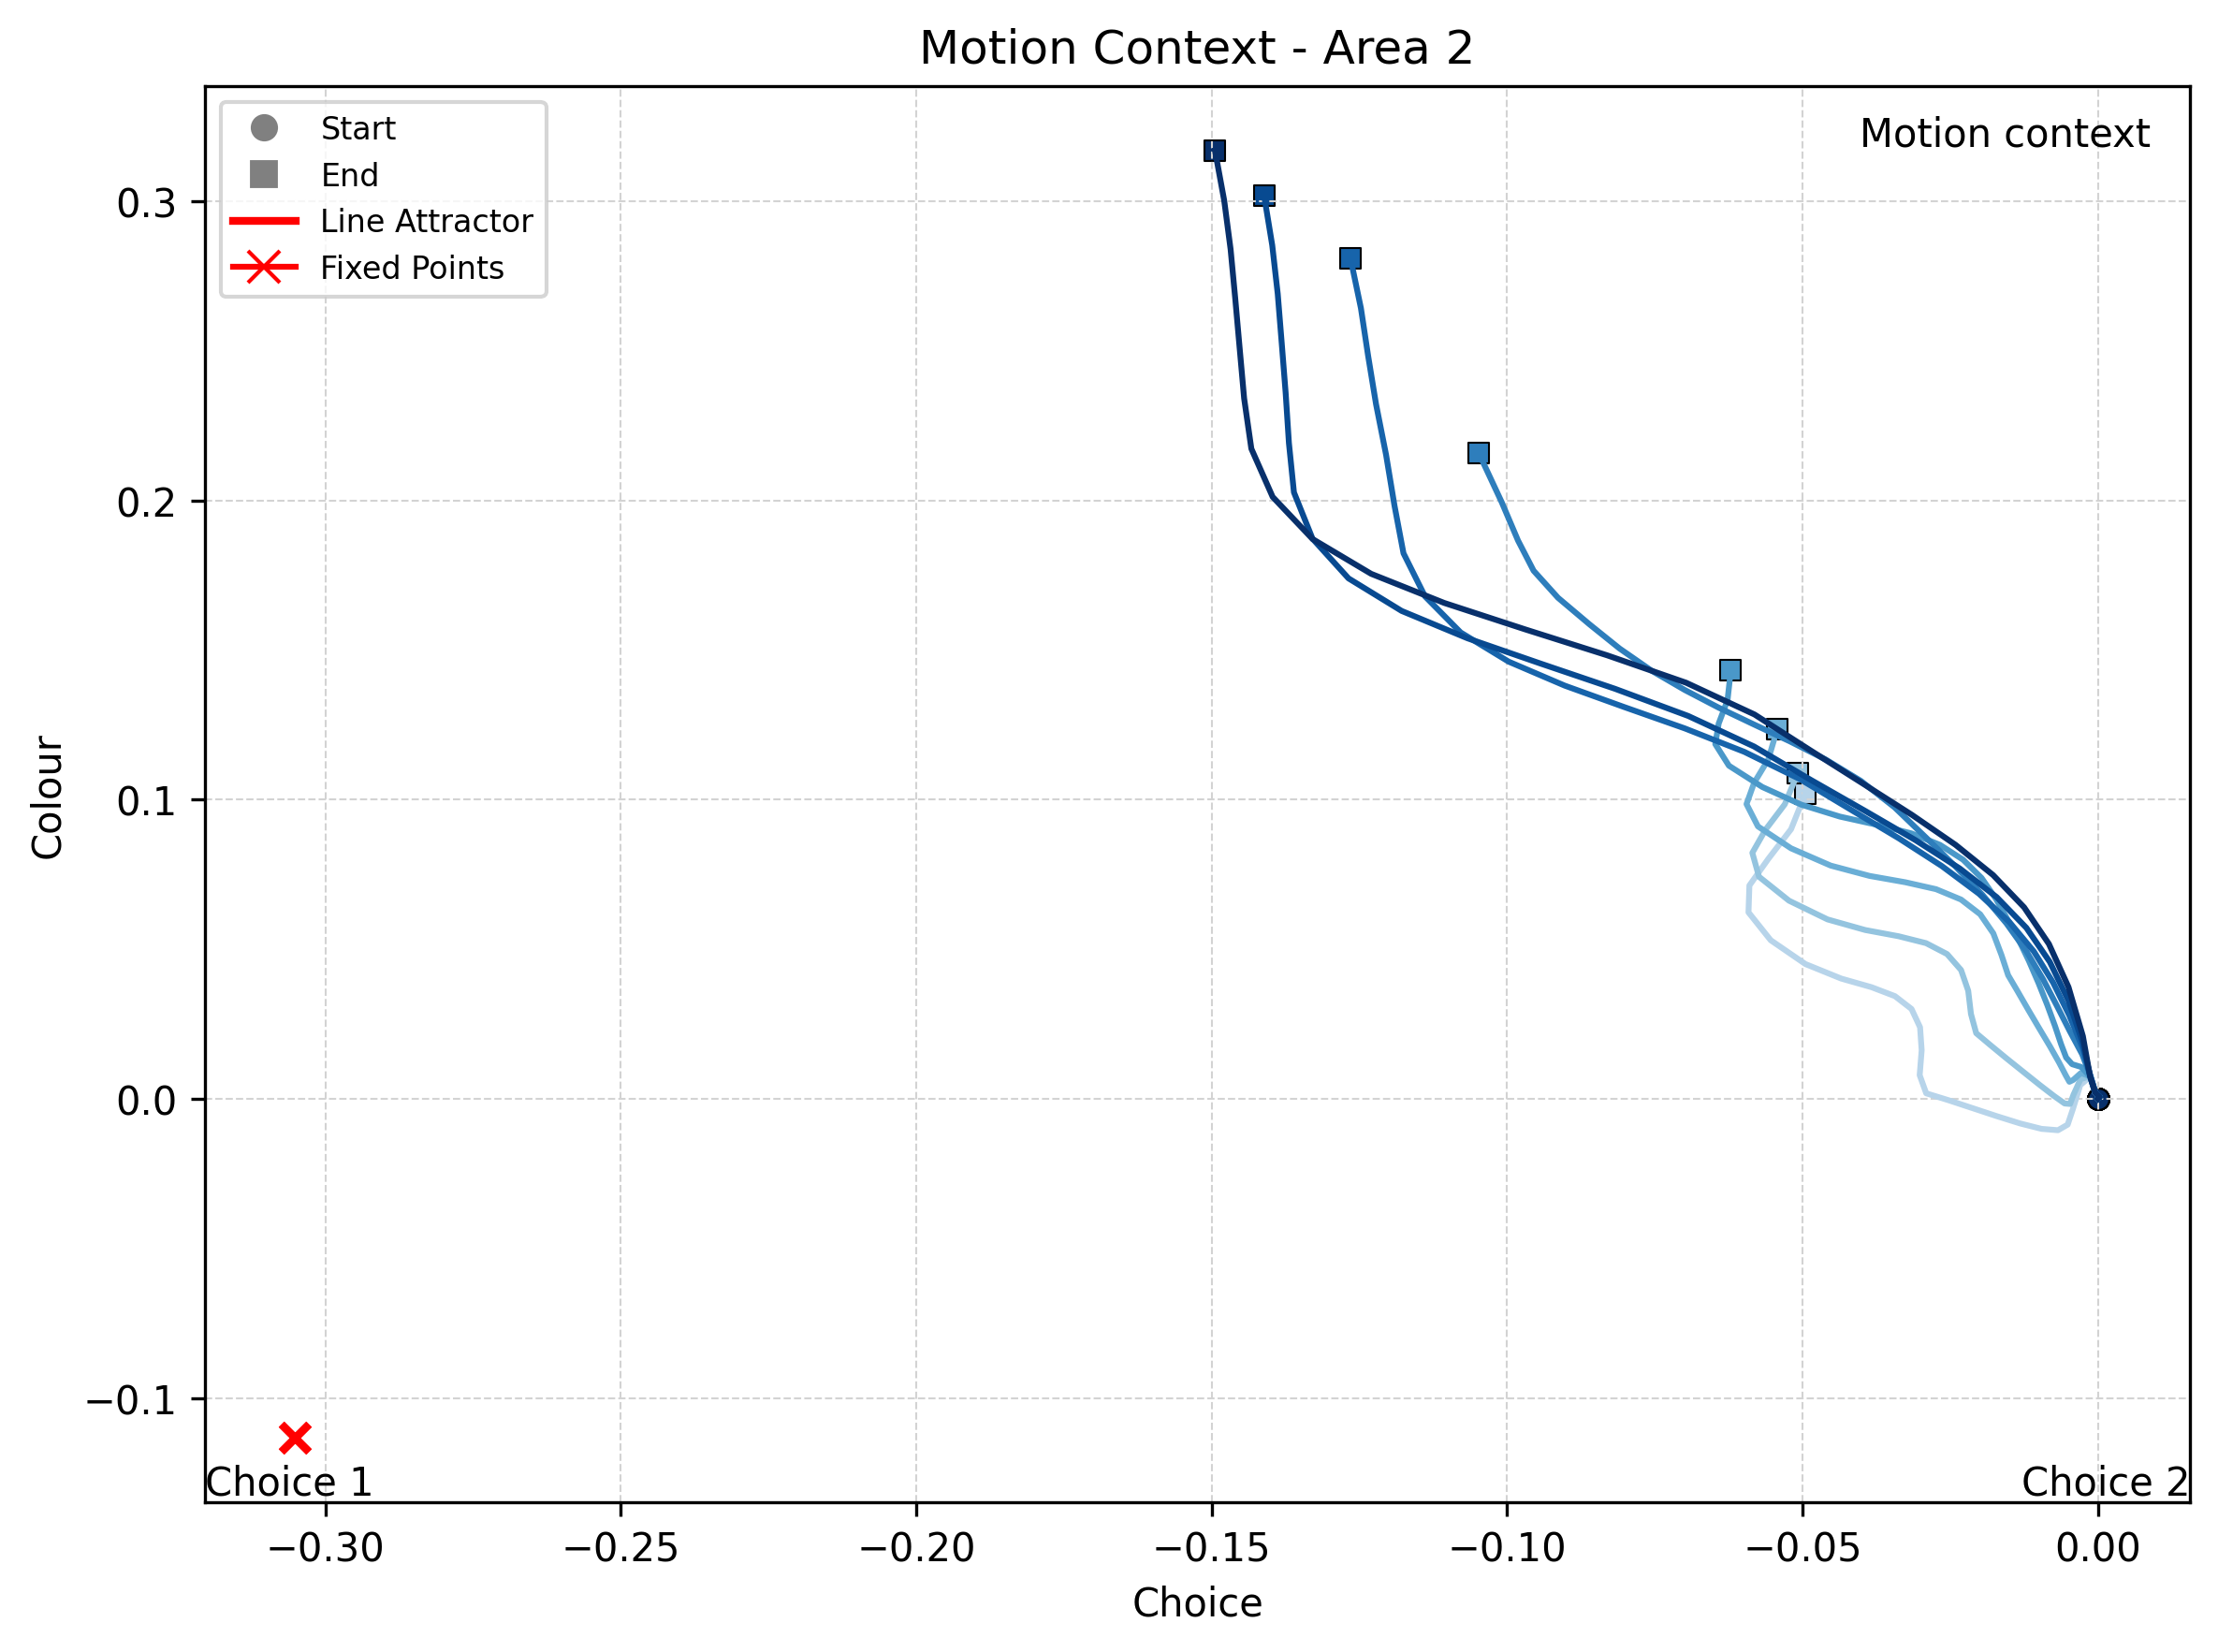 Motion Context - Area 2
Start
End
Line Attractor
Fixed Points
Motion context
0.3
0.2
0.1
0.0
−0.1
Colour
Choice 1
Choice 2
−0.30
−0.25
−0.20
−0.15
−0.10
−0.05
0.00
Choice